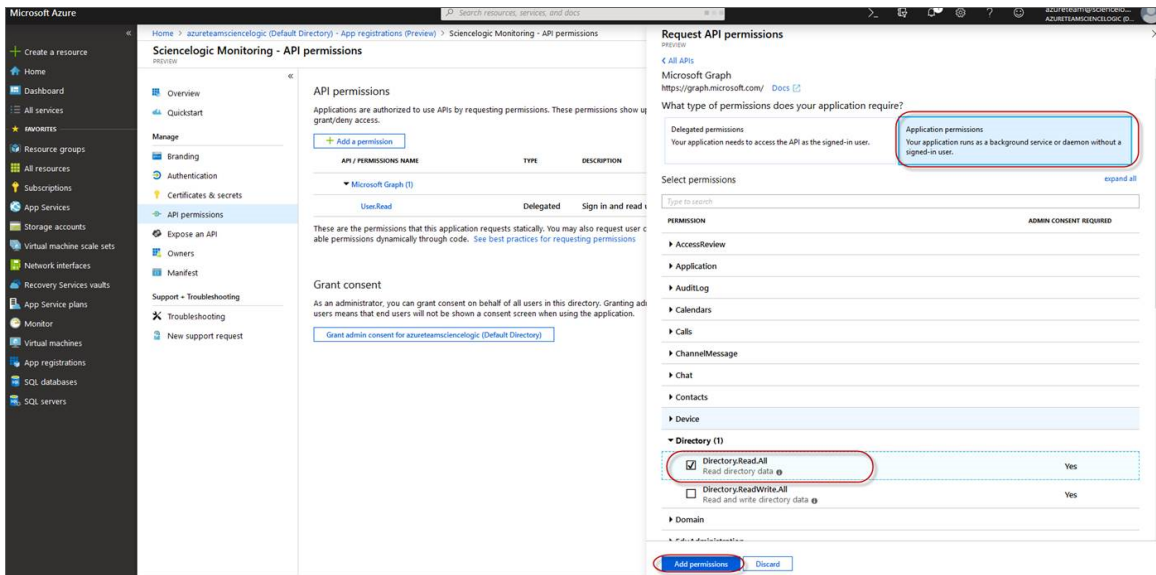 Microsoft Azure
Search resources, services, and docs
azureteam@sciencelo...
AZURETEAMSCIENCELOGIC (D...
Create a resource
Home
Dashboard
All services
FAVORITES
Resource groups
All resources
Subscriptions
App Services
Storage accounts
Virtual machine scale sets
Network interfaces
Recovery Services vaults
App Service plans
Monitor
Virtual machines
App registrations
SQL databases
SQL servers
Home > azureteamsciencelogic (Default Directory) - App registrations (Preview) > Sciencelogic Monitoring - API permissions
Sciencelogic Monitoring - API permissions
PREVIEW
Overview
Quickstart
Manage
Branding
Authentication
Certificates & secrets
API permissions
Expose an API
Owners
Manifest
Support + Troubleshooting
Troubleshooting
New support request
API permissions
Applications are authorized to use APIs by requesting permissions. These permissions show up
grant/deny access.
+ Add a permission
API / PERMISSIONS NAME TYPE DESCRIPTION
Microsoft Graph (1)
User.Read Delegated Sign in and read
These are the permissions that this application requests statically. You may also request user c
able permissions dynamically through code. See best practices for requesting permissions
Grant consent
As an administrator, you can grant consent on behalf of all users in this directory. Granting
users means that end users will not be shown a consent screen when using the application.
Grant admin consent for azureteamsciencelogic (Default Directory)
Request API permissions
PREVIEW
< All APIs
Microsoft Graph
https://graph.microsoft.com/ Docs
What type of permissions does your application require?
Delegated permissions
Your application needs to access the API as the signed-in user.
Application permissions
Your application runs as a background service or daemon without a
signed-in user.
Select permissions expand all
Type to search
PERMISSION ADMIN CONSENT REQUIRED
AccessReview
Application
AuditLog
Calendars
Calls
ChannelMessage
Chat
Contacts
Device
Directory (1)
Directory.Read.All
Read directory data
Yes
Directory.ReadWrite.All
Read and write directory data
Yes
Domain
Add permissions Discard